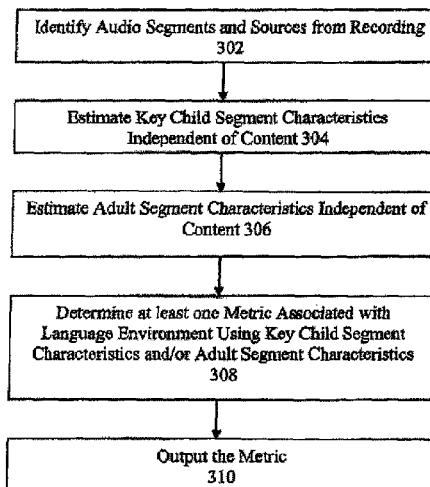 Identify Audio Segments and Sources from Recording
302
Estimate Key Child Segment Characteristics
Independent of Content 304
Estimate Adult Segment Characteristics Independent of
Content 306
Determine at least one Metric Associated with
Language Environment Using Key Child Segment
Characteristics and/or Adult Segment Characteristics
308
Output the Metric
310